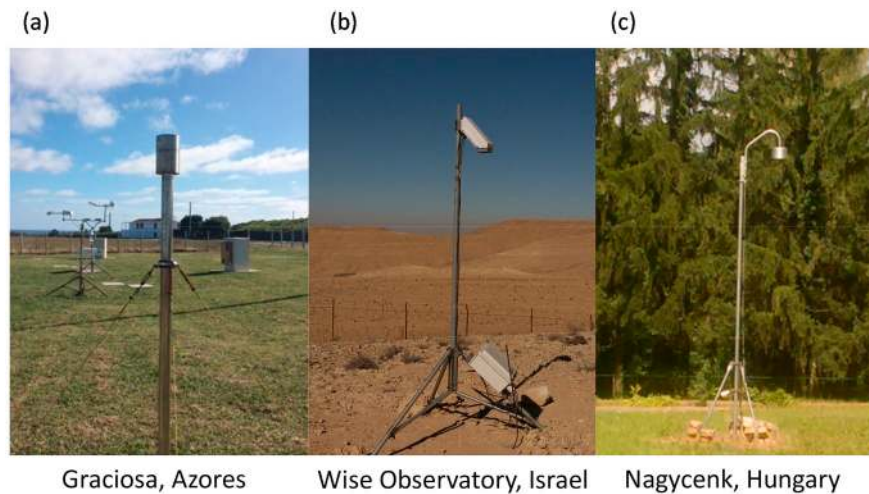 (a)
(b)
(c)
Graciosa, Azores
Wise Observatory, Israel
Nagycenk, Hungary